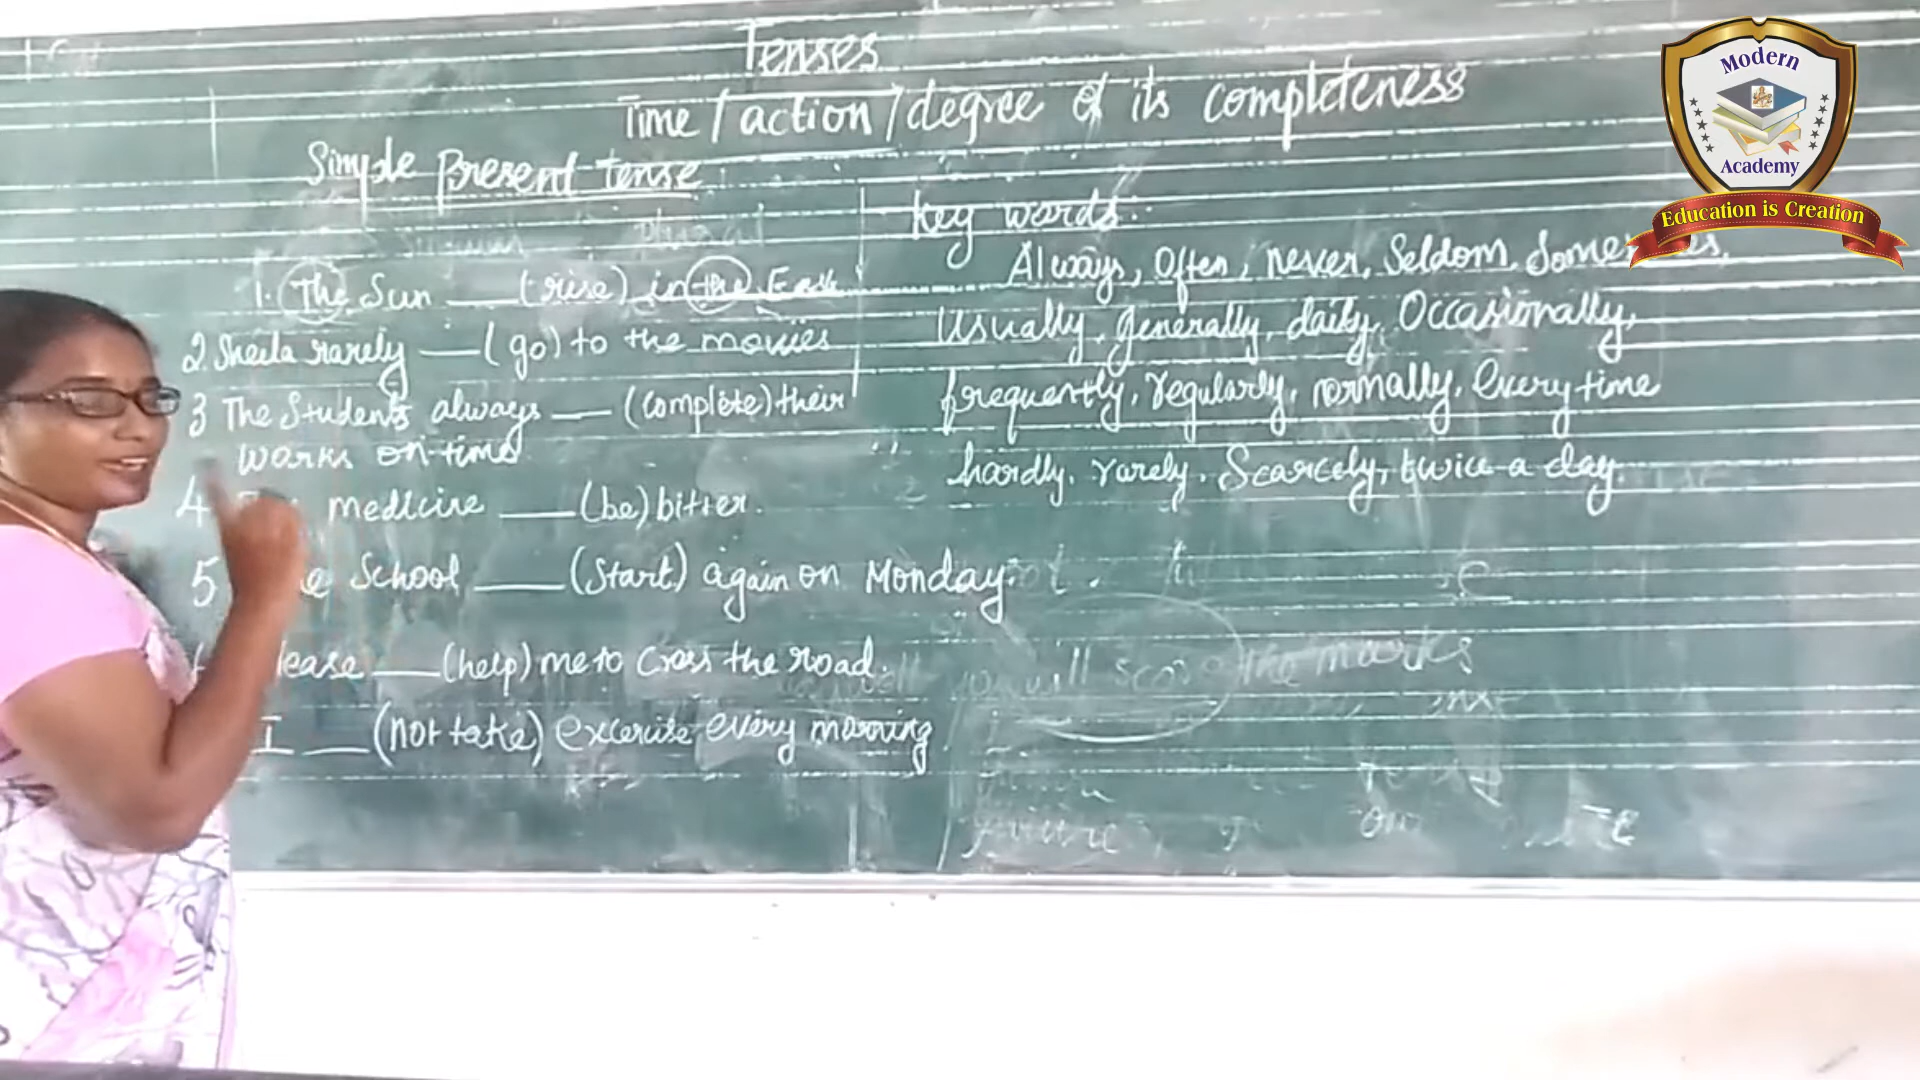 Tenses
Time / action / degree of its completeness
Simple present tense
1. The Sun ___ (rise) in the East
2. Sheila rarely ___ (go) to the movies
3 The Students always ___ (complete) their
works on time
4 medicine ___ (be) bitter.
5 School ___ (Start) again on Monday.
___ (help) me to cross the road.
I ___ (not take) excercise every morning
Key words:
Always, Often, never, Seldom,
Usually, generally, daily, Occasionally,
frequently, regularly, normally, every time
hardly, rarely, Scarcely, twice a day.
the marks
Modern
Academy
Education is Creation